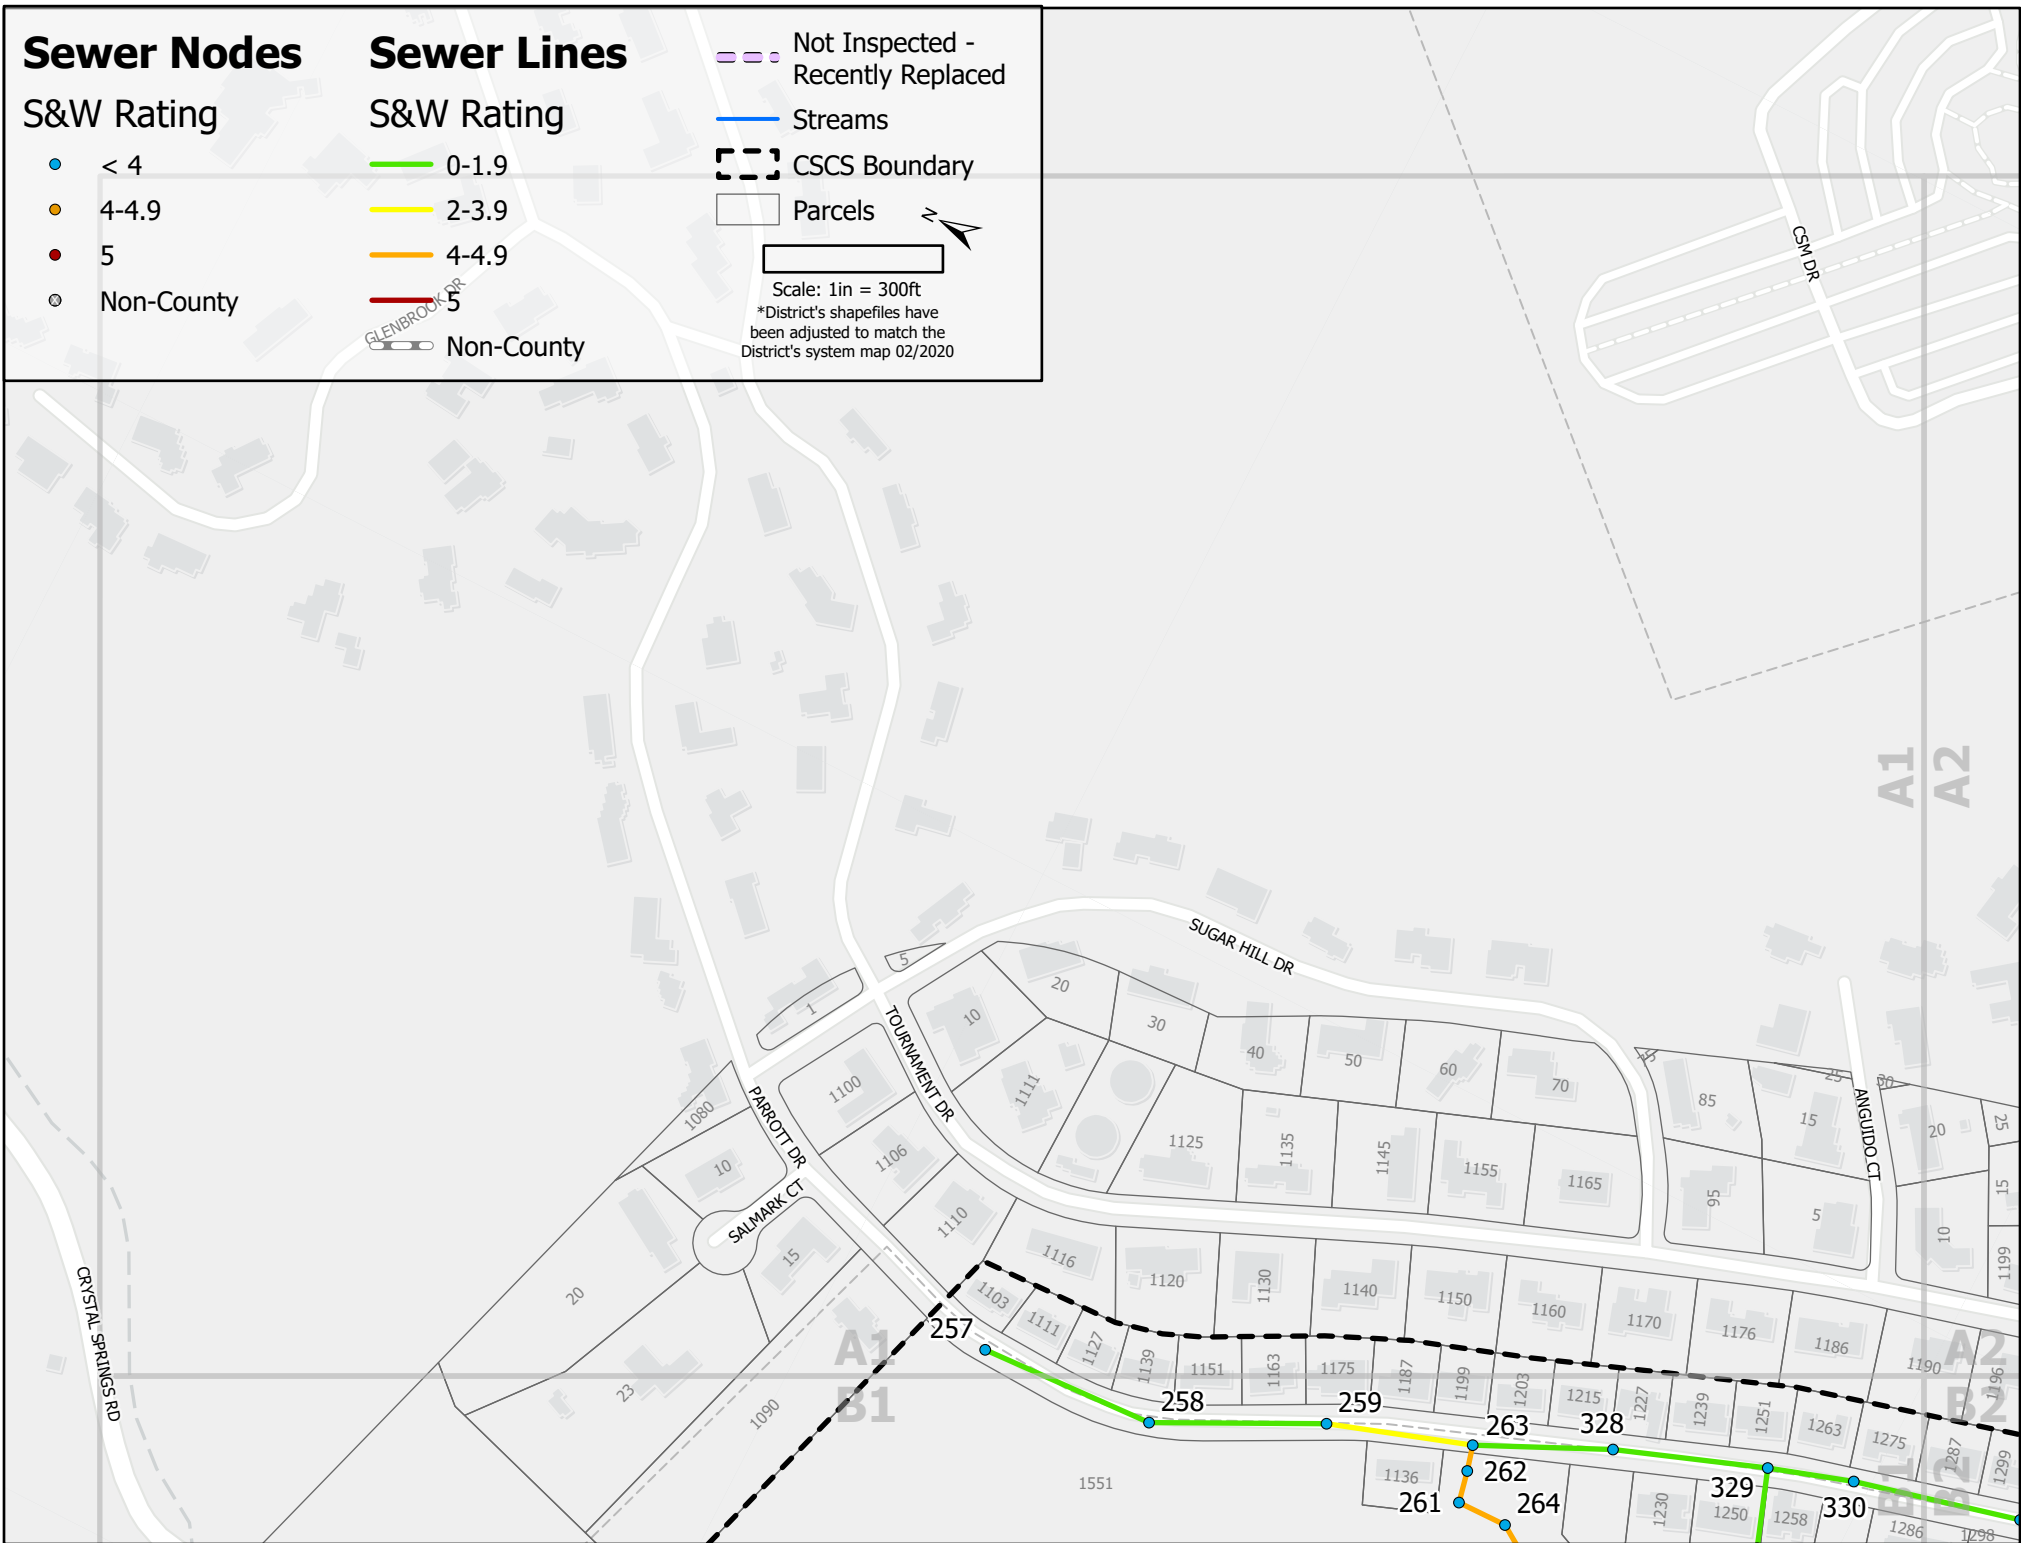 Sewer Nodes
S&W Rating
< 4
4-4.9
5
Non-County
Sewer Lines
S&W Rating
0-1.9
2-3.9
4-4.9
5
Non-County
Not Inspected -
Recently Replaced
Streams
CSCS Boundary
Parcels
N
Scale: 1in = 300ft
*District's shapefiles have
been adjusted to match the
District's system map 02/2020
GLENBROOK DR
CSM DR
A1
A2
SUGAR HILL DR
TOURNAMENT DR
PARROTT DR
SALMARK CT
ANGUIDO CT
CRYSTAL SPRINGS RD
5
1
10
20
30
40
50
60
70
85
15
25
30
20
25
1100
1111
1080
10
1106
1125
1135
1145
1155
1165
95
5
10
15
1199
1110
15
20
23
1090
1116
1120
1130
1140
1150
1160
1170
1176
1186
1190
1196
1103
1111
1127
1139
1151
1163
1175
1187
1199
1203
1215
1227
1239
1251
1263
1275
1287
1299
A1
B1
A2
B2
257
258
259
263
328
262
261
264
329
330
1551
1136
1230
1250
1258
1286
1298
B1
B2